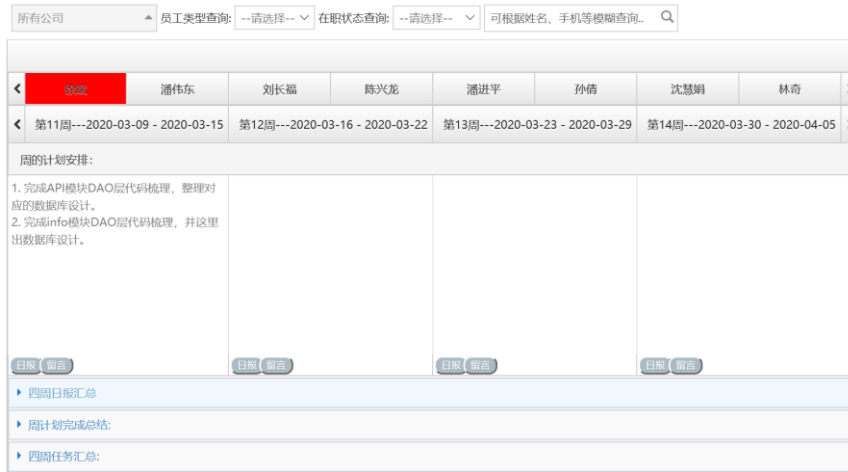 所有公司 员工类型查询: --请选择-- 在职状态查询: --请选择-- 可根据姓名、手机等模糊查询..
潘伟东 刘长福 陈兴龙 潘进平 孙倩 沈慧娟 林奇
第11周---2020-03-09 - 2020-03-15 第12周---2020-03-16 - 2020-03-22 第13周---2020-03-23 - 2020-03-29 第14周---2020-03-30 - 2020-04-05
周的计划安排:
1. 完成API模块DAO层代码梳理，整理对
应的数据库设计。
2. 完成info模块DAO层代码梳理，并这里
出数据库设计。
日报 留言 日报 留言 日报 留言 日报 留言
四周日报汇总
周计划完成总结:
四周任务汇总: